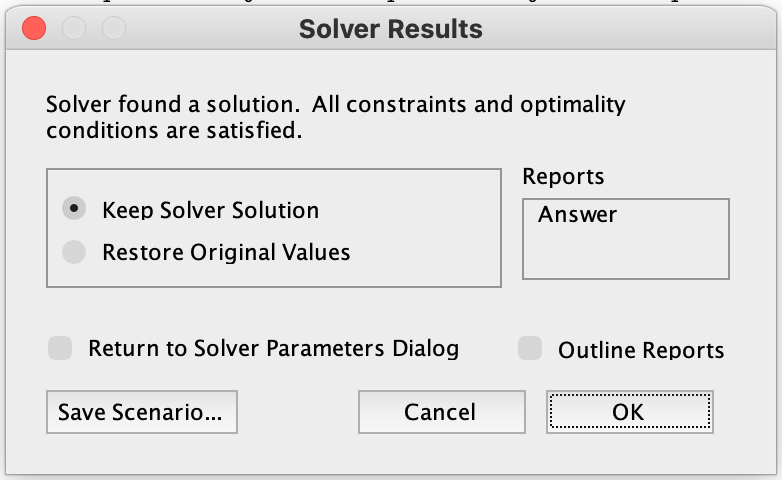 Solver Results
Solver found a solution.  All constraints and optimality
conditions are satisfied.
Keep Solver Solution
Restore Original Values
Reports
Answer
Return to Solver Parameters Dialog
Outline Reports
Save Scenario...
Cancel
OK